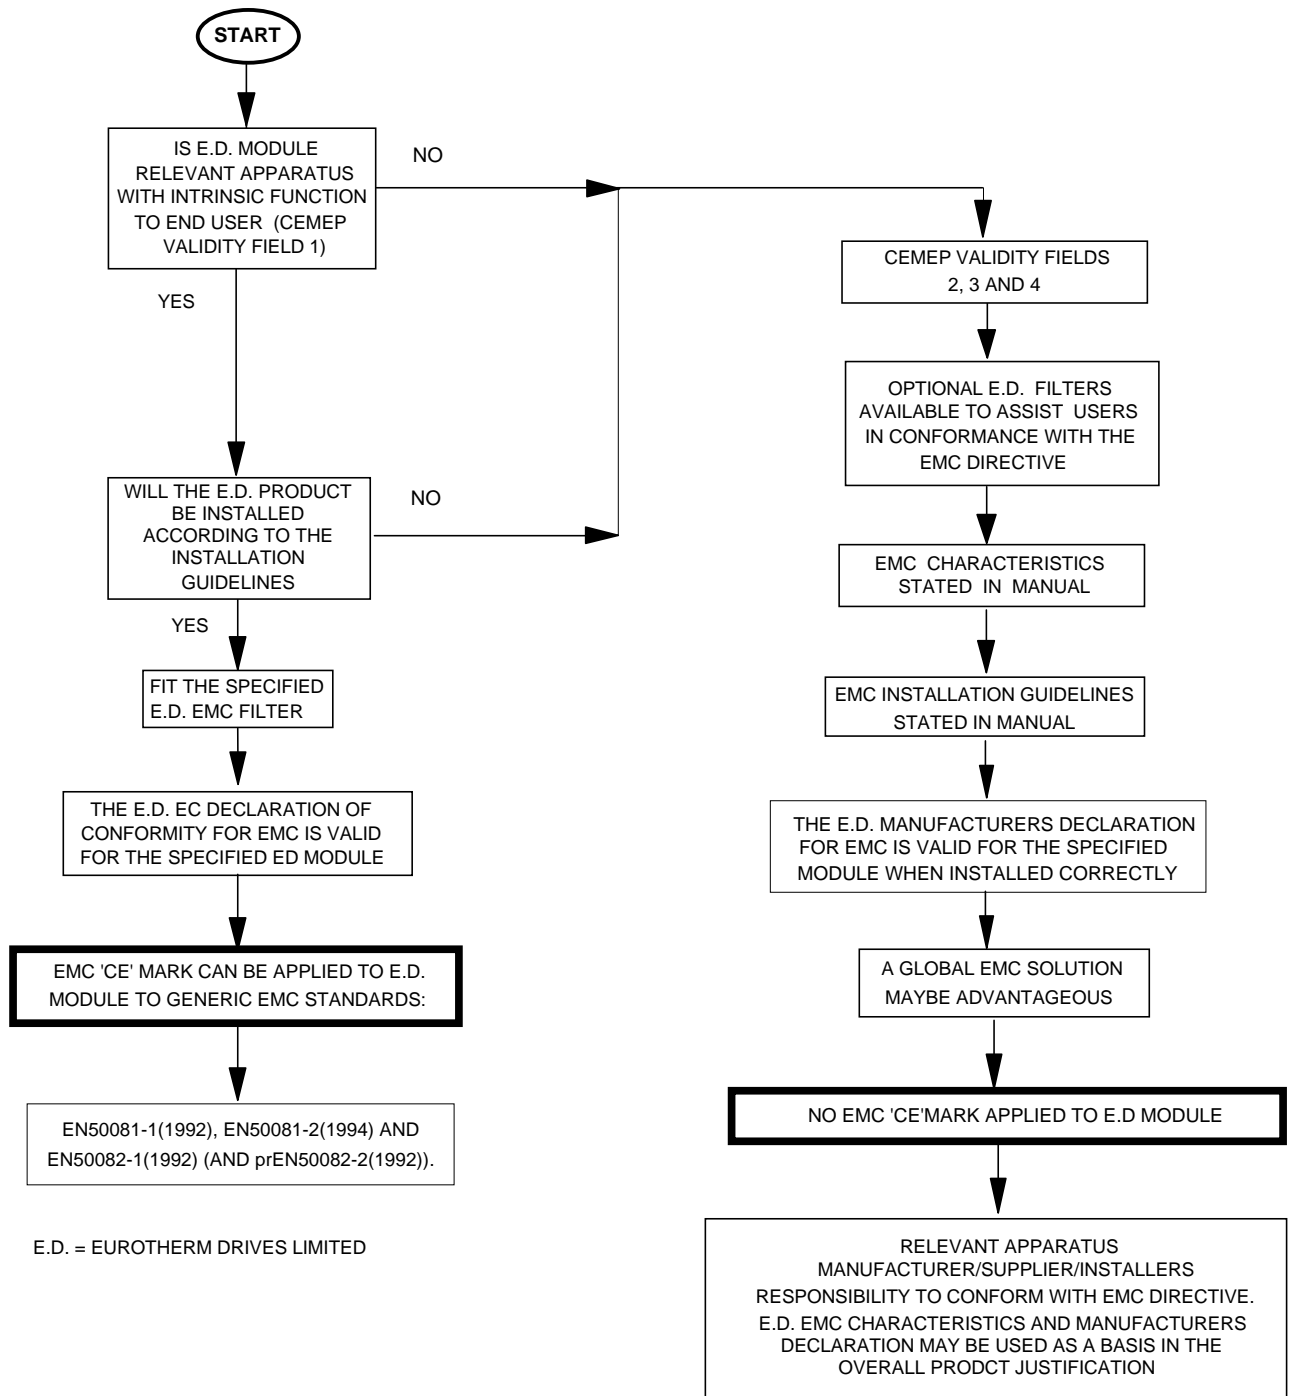 START
IS E.D. MODULE
RELEVANT APPARATUS
WITH INTRINSIC FUNCTION
TO END USER (CEMEP
VALIDITY FIELD 1)
NO
YES
WILL THE E.D. PRODUCT
BE INSTALLED
ACCORDING TO THE
INSTALLATION
GUIDELINES
NO
YES
FIT THE SPECIFIED
E.D. EMC FILTER
THE E.D. EC DECLARATION OF
CONFORMITY FOR EMC IS VALID
FOR THE SPECIFIED ED MODULE
EMC 'CE' MARK CAN BE APPLIED TO E.D.
MODULE TO GENERIC EMC STANDARDS:
EN50081-1(1992), EN50081-2(1994) AND
EN50082-1(1992) (AND prEN50082-2(1992)).
E.D. = EUROTHERM DRIVES LIMITED
CEMEP VALIDITY FIELDS
2, 3 AND 4
OPTIONAL E.D. FILTERS
AVAILABLE TO ASSIST USERS
IN CONFORMANCE WITH THE
EMC DIRECTIVE
EMC CHARACTERISTICS
STATED IN MANUAL
EMC INSTALLATION GUIDELINES
STATED IN MANUAL
THE E.D. MANUFACTURERS DECLARATION
FOR EMC IS VALID FOR THE SPECIFIED
MODULE WHEN INSTALLED CORRECTLY
A GLOBAL EMC SOLUTION
MAYBE ADVANTAGEOUS
NO EMC 'CE'MARK APPLIED TO E.D MODULE
RELEVANT APPARATUS
MANUFACTURER/SUPPLIER/INSTALLERS
RESPONSIBILITY TO CONFORM WITH EMC DIRECTIVE.
E.D. EMC CHARACTERISTICS AND MANUFACTURERS
DECLARATION MAY BE USED AS A BASIS IN THE
OVERALL PRODCT JUSTIFICATION